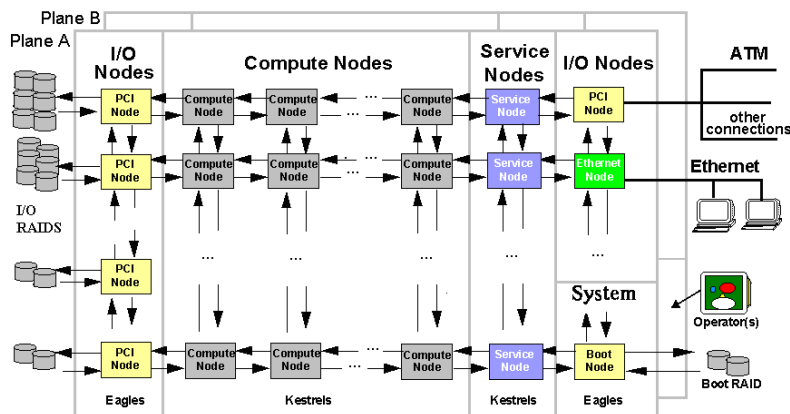 Plane B
Plane A
I/O
Nodes
Compute Nodes
Service
Nodes
I/O Nodes
ATM
PCI
Node
Compute
Node
Compute
Node
...
Compute
Node
Service
Node
PCI
Node
other
connections
PCI
Node
Compute
Node
Compute
Node
...
Compute
Node
Service
Node
Ethernet
Node
Ethernet
I/O
RAIDS
...
...
...
PCI
Node
System
Operator(s)
PCI
Node
Compute
Node
Compute
Node
...
...
Compute
Node
Service
Node
Boot
Node
Boot RAID
Eagles
Kestrels
Kestrels
Eagles